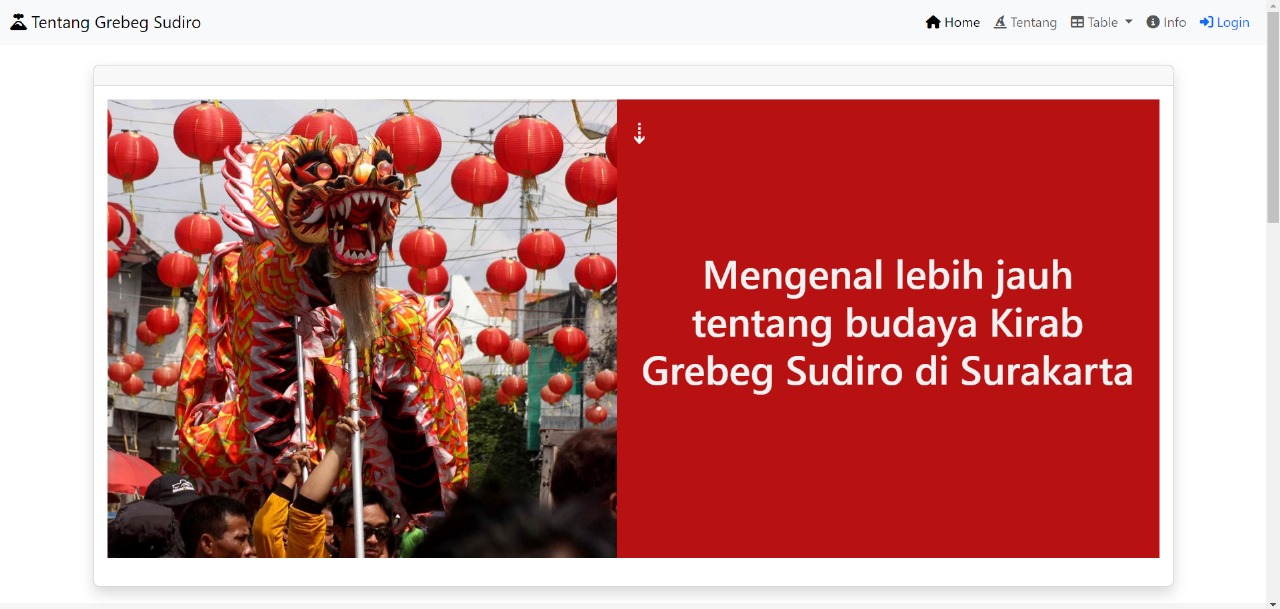 Tentang Grebeg Sudiro
Home Tentang Table Info Login
Mengenal lebih jauh
tentang budaya Kirab
Grebeg Sudiro di Surakarta